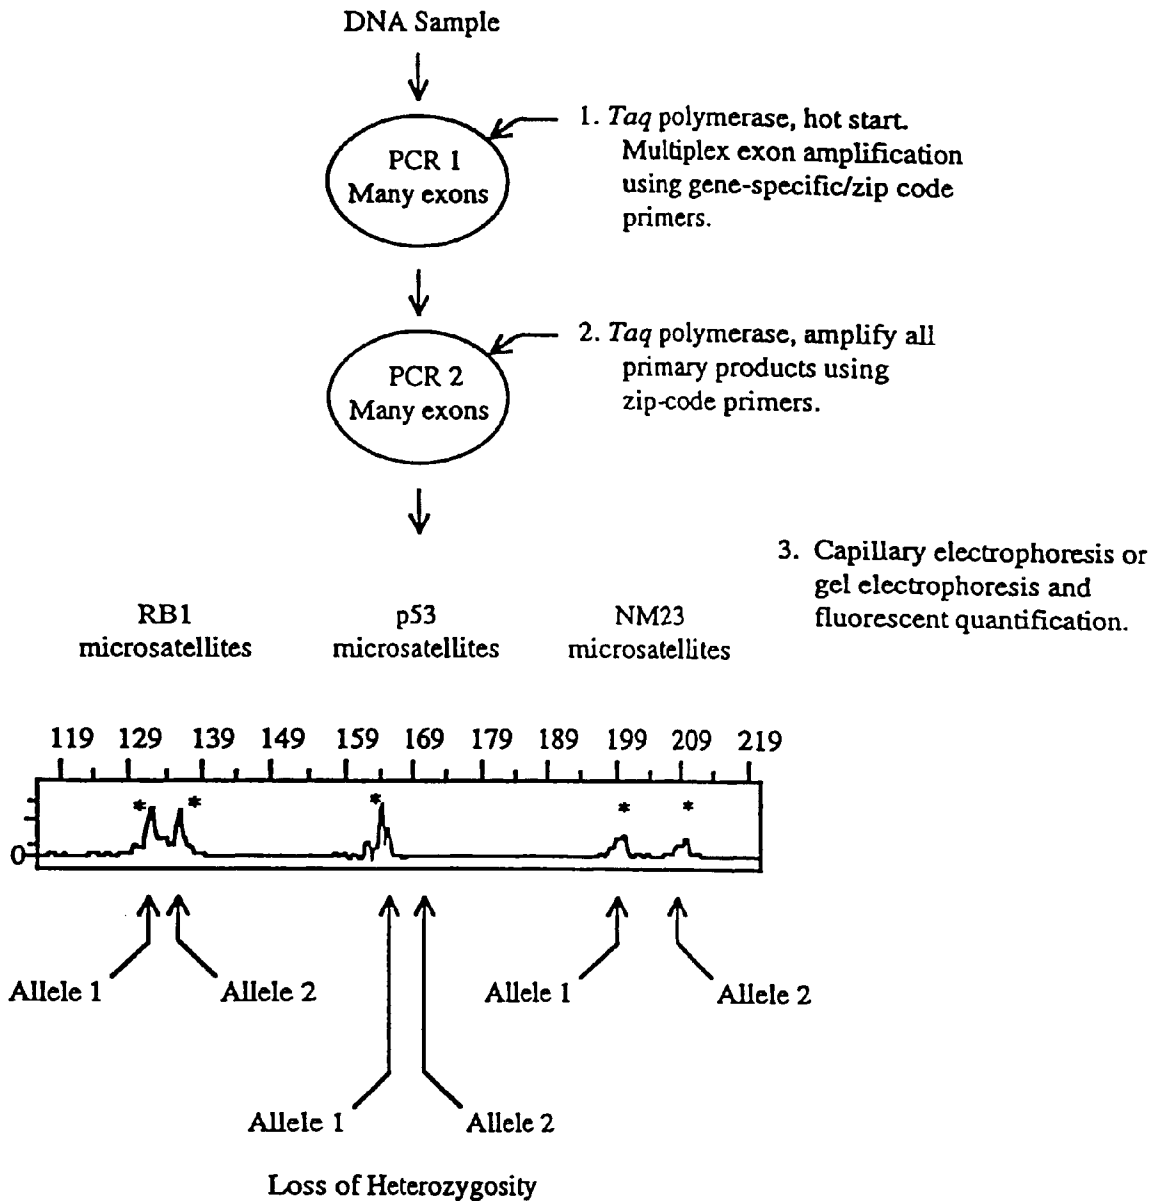 DNA Sample
PCR 1
Many exons
1. Taq polymerase, hot start.
Multiplex exon amplification
using gene-specific/zip code
primers.
PCR 2
Many exons
2. Taq polymerase, amplify all
primary products using
zip-code primers.
3. Capillary electrophoresis or
gel electrophoresis and
fluorescent quantification.
RB1
microsatellites
p53
microsatellites
NM23
microsatellites
119 129 139 149 159 169 179 189 199 209 219
* * * * *
0
Allele 1
Allele 2
Allele 1
Allele 2
Allele 1
Allele 2
Loss of Heterozygosity